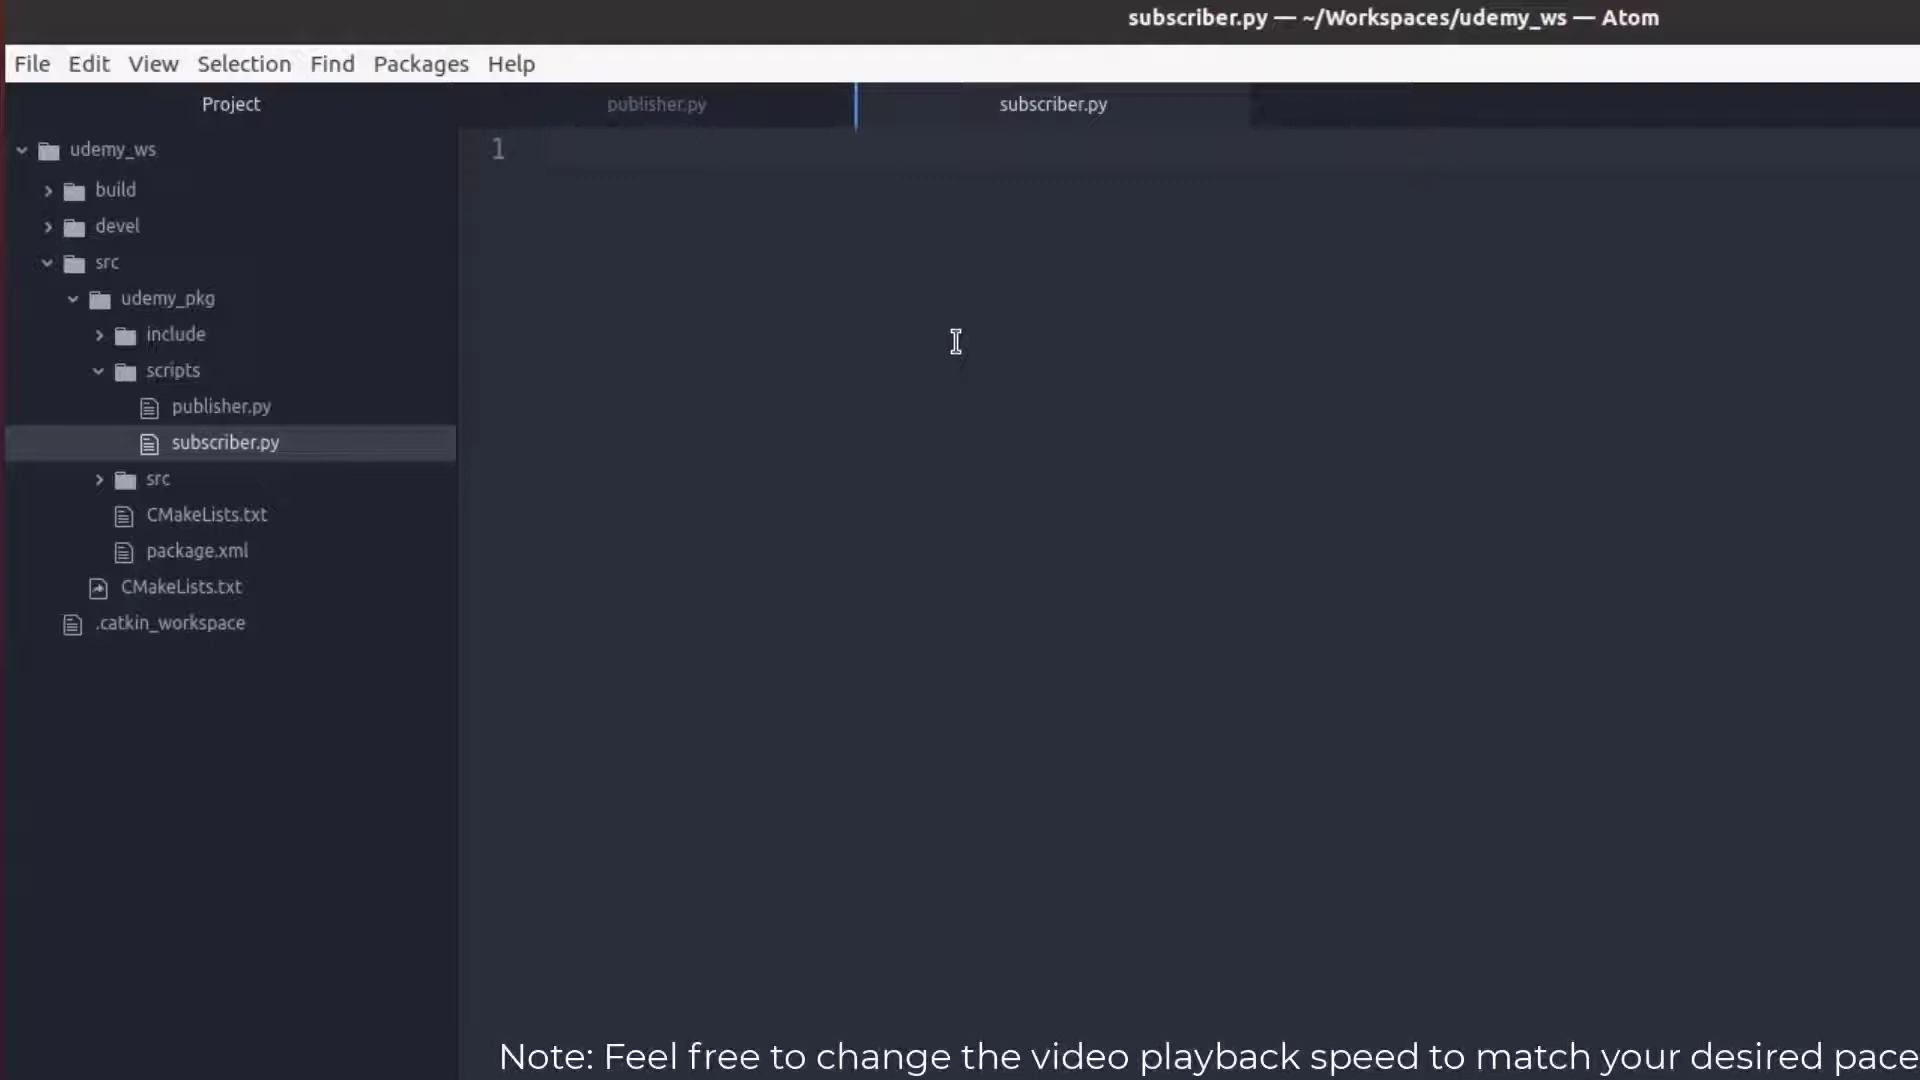 subscriber.py — ~/Workspaces/udemy_ws — Atom
File Edit View Selection Find Packages Help
Project
publisher.py
subscriber.py
udemy_ws
build
devel
src
udemy_pkg
include
scripts
publisher.py
subscriber.py
src
CMakeLists.txt
package.xml
CMakeLists.txt
.catkin_workspace
1
Note: Feel free to change the video playback speed to match your desired pace